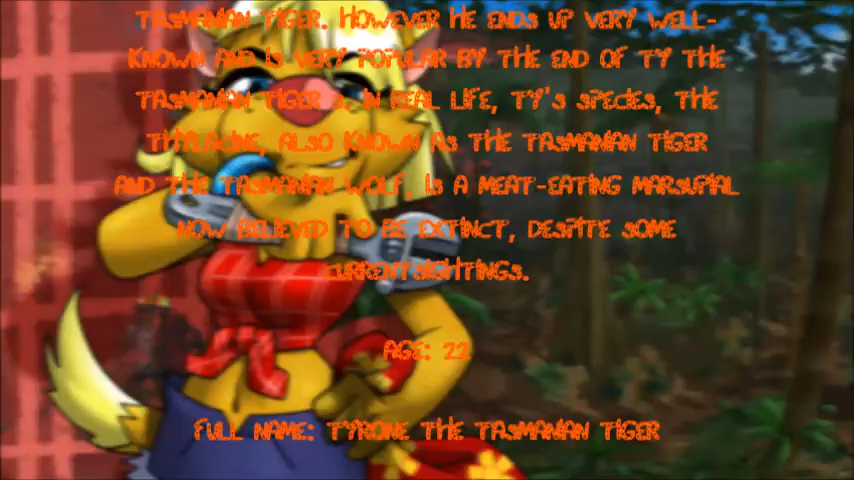 TASMANIAN TIGER. HOWEVER HE ENDS UP VERY WELL-
KNOWN AND IS VERY POPULAR BY THE END OF TY THE
TASMANIAN TIGER 3. IN REAL LIFE, TY'S SPECIES, THE
THYLACINE, ALSO KNOWN AS THE TASMANIAN TIGER
AND THE TASMANIAN WOLF, IS A MEAT-EATING MARSUPIAL
NOW BELIEVED TO BE EXTINCT, DESPITE SOME
CURRENTSIGHTINGS.
AGE: 22
FULL NAME: TYRONE THE TASMANIAN TIGER